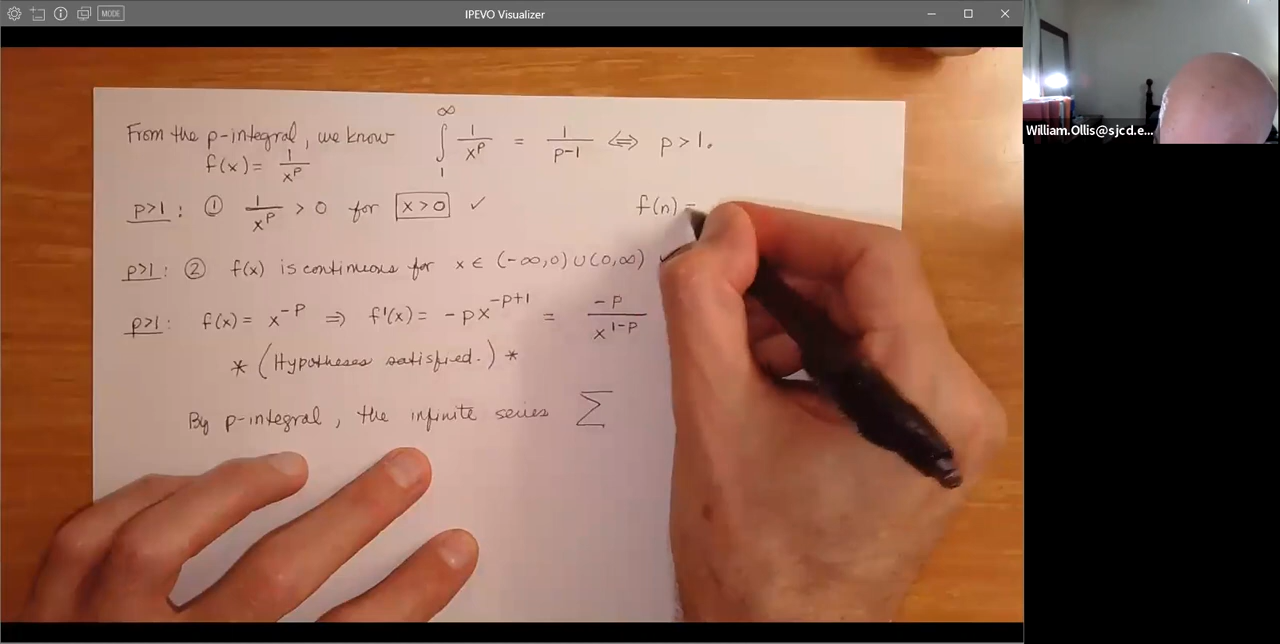 MODE
IPEVO Visualizer
William.Ollis@sjcd.e...
From the p-integral, we know ∫₁^∞ 1/x^p = 1/(p-1) ⇔ p > 1.
f(x) = 1/x^p
p>1: ① 1/x^p > 0 for x>0 ✓ f(n) =
p>1: ② f(x) is continuous for x ∈ (-∞,0) ∪ (0,∞) ✓
p>1: f(x) = x^-p ⇒ f'(x) = -px^-p+1 = -p/x^1-p
* (Hypotheses satisfied.) *
By p-integral, the infinite series Σ